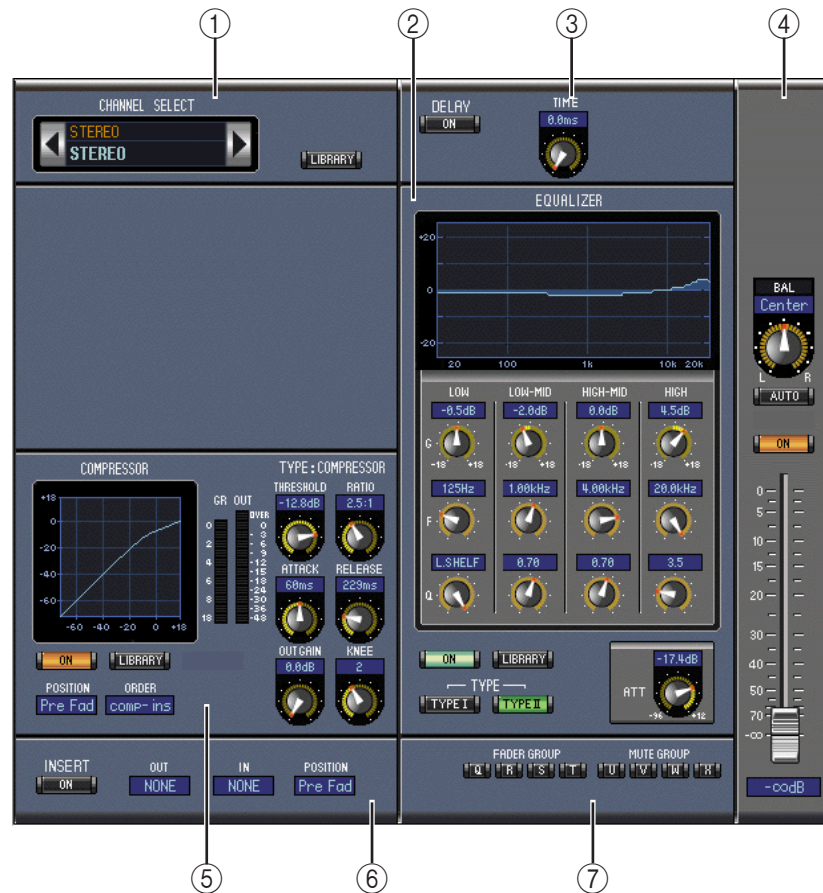 1
2
3
4
CHANNEL SELECT
STEREO
STEREO
LIBRARY
DELAY
ON
TIME
0.0ms
EQUALIZER
+20
0
-20
20 100 1k 10k 20k
LOW LOW-MID HIGH-MID HIGH
-0.5dB -2.0dB 0.0dB 4.5dB
G
-18 +18 -18 +18 -18 +18 -18 +18
125Hz 1.00kHz 4.00kHz 20.0kHz
F
L.SHELF 0.70 0.70 3.5
Q
ON LIBRARY
TYPE
TYPE I TYPE II
ATT
-17.4dB
-96 +12
BAL
Center
L R
AUTO
ON
0
5
10
15
20
30
40
50
70
-∞
-∞dB
COMPRESSOR
+18
0
-20
-40
-60
-60 -40 -20 0 +18
GR OUT
OVER
0 0
2 -3
-6
4 -9
-12
6 -15
-18
8 -24
-30
10 -36
18 -48
TYPE:COMPRESSOR
THRESHOLD RATIO
-12.8dB 2.5:1
ATTACK RELEASE
60ms 229ms
OUT GAIN KNEE
0.0dB 2
ON LIBRARY
POSITION ORDER
Pre Fad comp-ins
INSERT OUT IN POSITION
ON NONE NONE Pre Fad
FADER GROUP MUTE GROUP
Q R S T U V W X
5
6
7